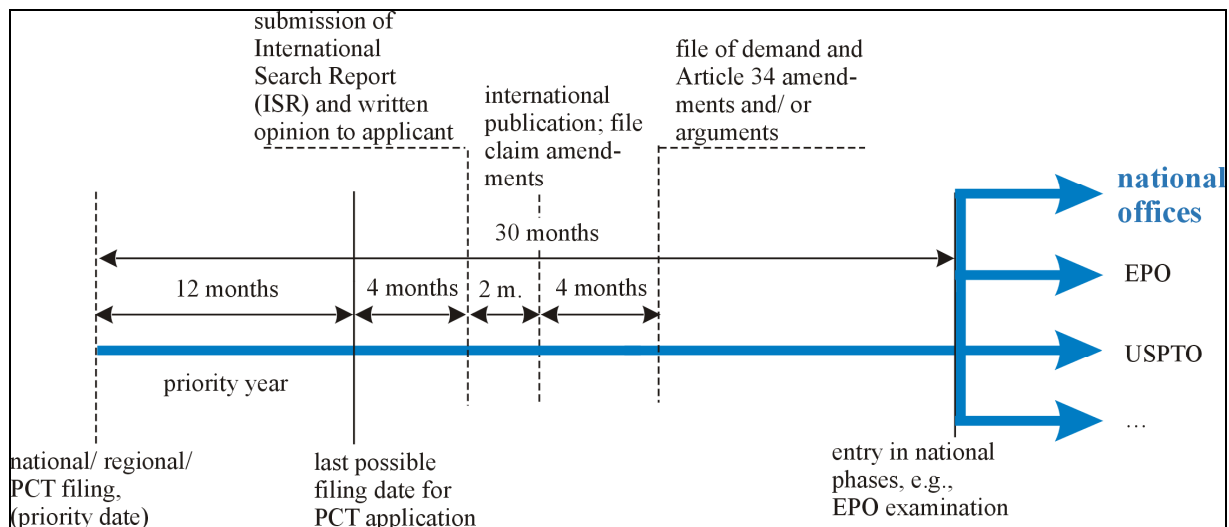 submission of
International
Search Report
(ISR) and written
opinion to applicant
international
publication; file
claim amend-
ments
file of demand and
Article 34 amend-
ments and/ or
arguments
national
offices
30 months
EPO
12 months
4 months
2 m.
4 months
USPTO
priority year
…
national/ regional/
PCT filing,
(priority date)
last possible
filing date for
PCT application
entry in national
phases, e.g.,
EPO examination